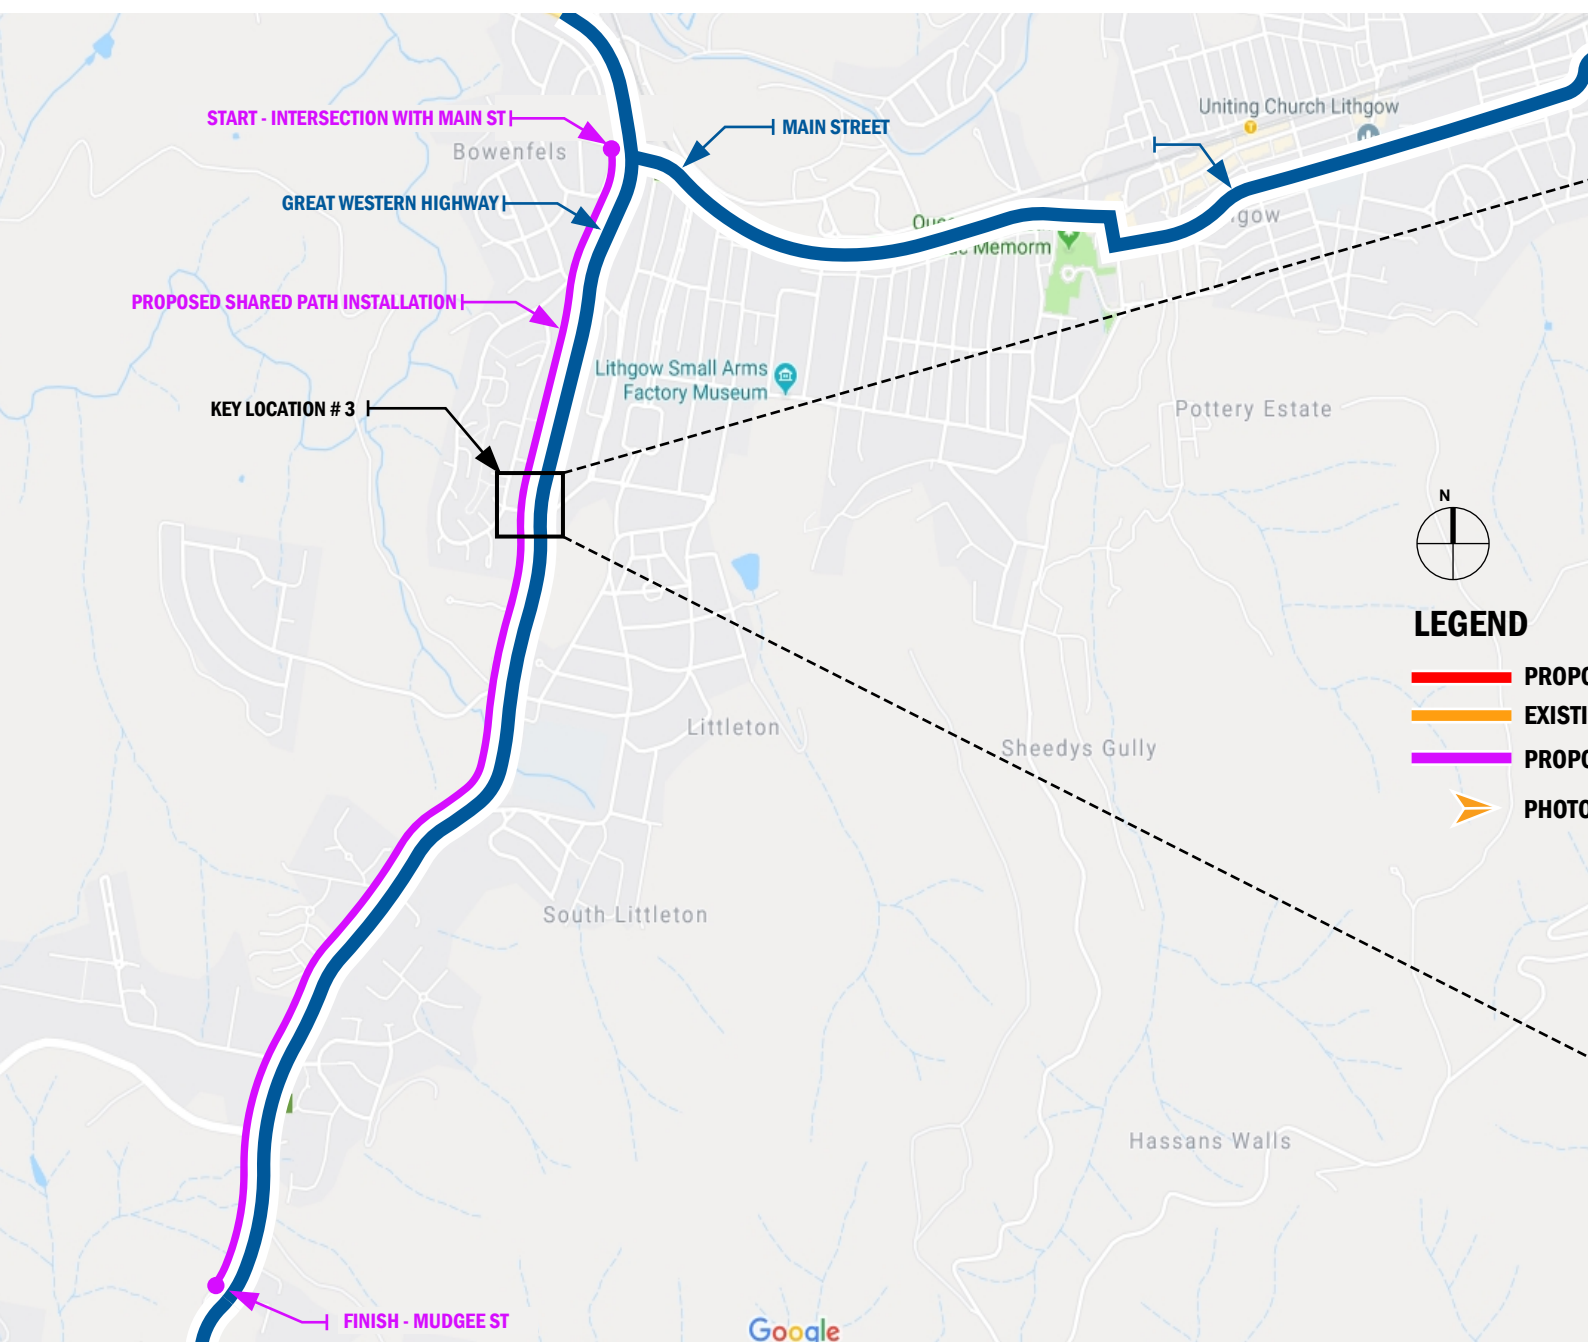 START - INTERSECTION WITH MAIN ST
Bowenfels
MAIN STREET
Uniting Church Lithgow
GREAT WESTERN HIGHWAY
PROPOSED SHARED PATH INSTALLATION
Lithgow Small Arms
Factory Museum
KEY LOCATION # 3
Pottery Estate
N
LEGEND
Littleton
Sheedys Gully
South Littleton
Hassans Walls
FINISH - MUDGEE ST
Google